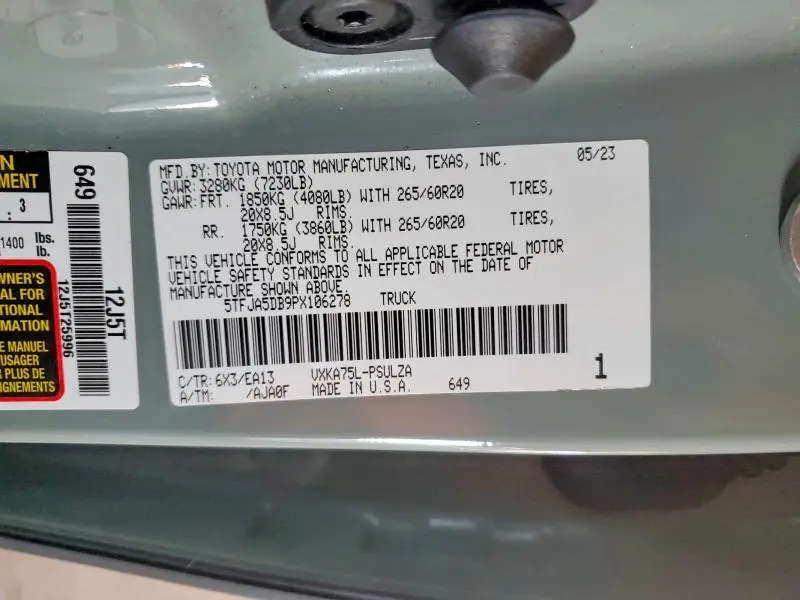 MFD.BY: TOYOTA MOTOR MANUFACTURING, TEXAS, INC. 05/23
GVWR: 3280KG (7230LB)
GAWR: FRT. 1850KG (4080LB) WITH 265/60R20 TIRES,
20X8.5J RIMS,
RR. 1750KG (3860LB) WITH 265/60R20 TIRES,
20X8.5J RIMS.
THIS VEHICLE CONFORMS TO ALL APPLICABLE FEDERAL MOTOR
VEHICLE SAFETY STANDARDS IN EFFECT ON THE DATE OF
MANUFACTURE SHOWN ABOVE.
5TFJA5DB9PX106278 TRUCK
C/TR: 6X3/EA13 VXKA75L-PSULZA
A/TM: /AJA0F MADE IN U.S.A. 649
1
: 3
1400 lbs.
lb.
OWNER'S
FOR
MATION
E MANUEL
USAGER
R PLUS DE
IGNEMENTS
649
12J5T
12J5T25996